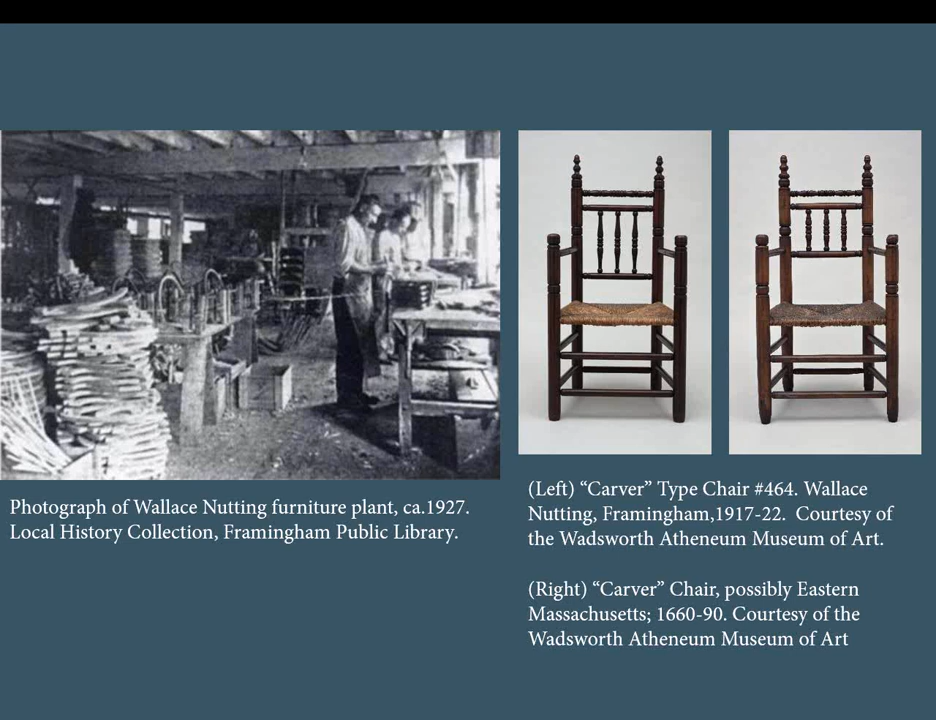 Photograph of Wallace Nutting furniture plant, ca.1927.
Local History Collection, Framingham Public Library.
(Left) “Carver” Type Chair #464. Wallace
Nutting, Framingham,1917-22.  Courtesy of
the Wadsworth Atheneum Museum of Art.
(Right) “Carver” Chair, possibly Eastern
Massachusetts; 1660-90. Courtesy of the
Wadsworth Atheneum Museum of Art